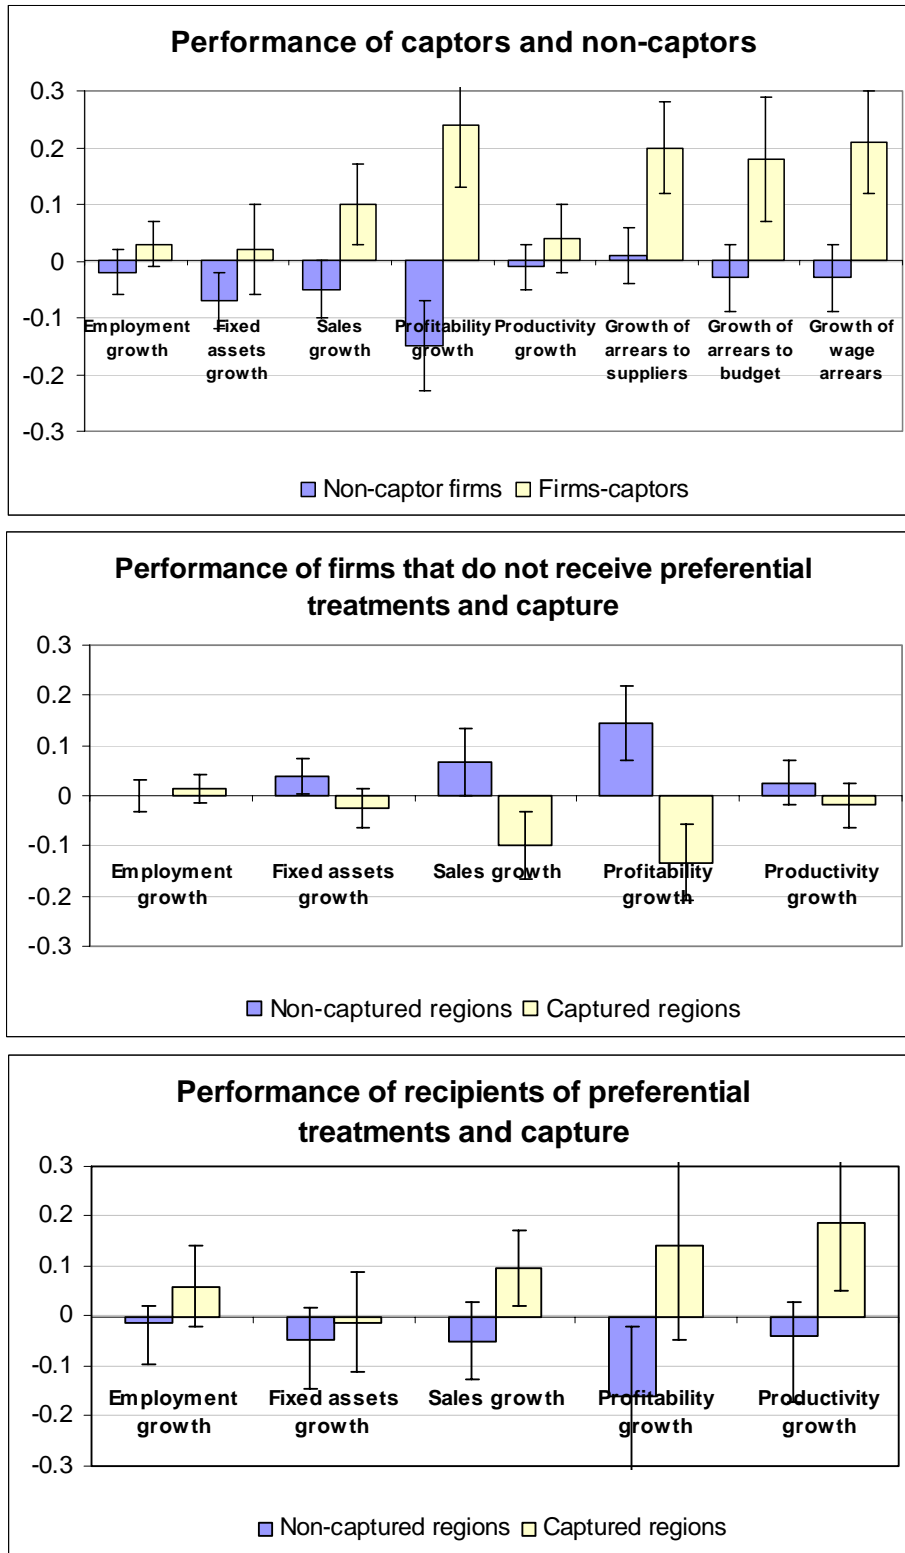 Performance of captors and non-captors
0.3
0.2
0.1
0
-0.1
-0.2
-0.3
Employment
growth
Fixed
assets
growth
Sales
growth
Profitability
growth
Productivity
growth
Growth of
arrears to
suppliers
Growth of
arrears to
budget
Growth of
wage
arrears
Non-captor firms Firms-captors
Performance of firms that do not receive preferential
treatments and capture
0.3
0.2
0.1
0
-0.1
-0.2
-0.3
Employment
growth
Fixed assets
growth
Sales growth
Profitability
growth
Productivity
growth
Non-captured regions Captured regions
Performance of recipients of preferential
treatments and capture
0.3
0.2
0.1
0
-0.1
-0.2
-0.3
Employment
growth
Fixed assets
growth
Sales growth
Profitability
growth
Productivity
growth
Non-captured regions Captured regions